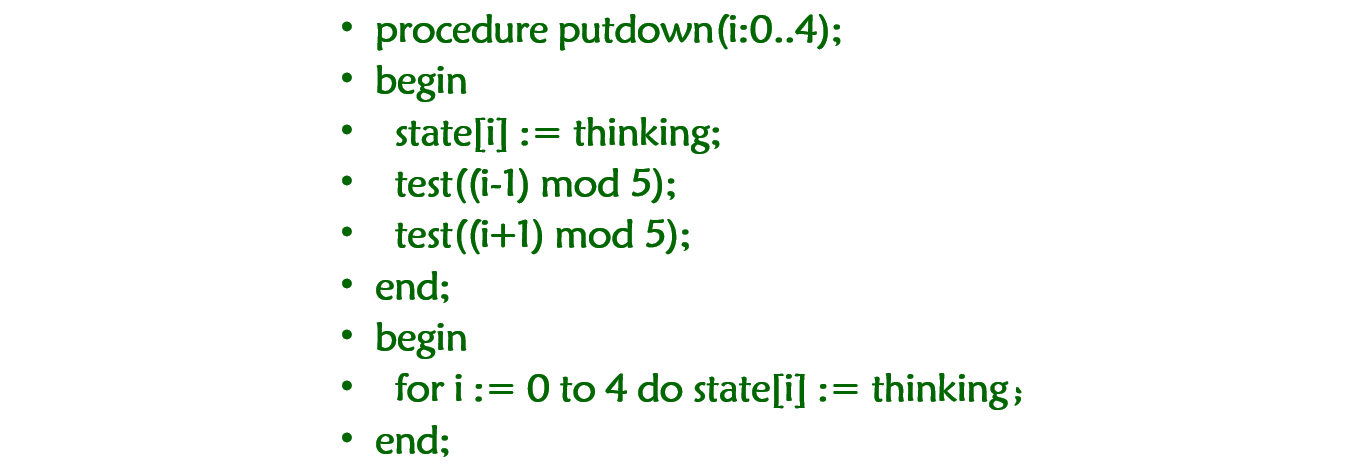 • procedure putdown(i:0..4);
• begin
• state[i] := thinking;
• test((i-1) mod 5);
• test((i+1) mod 5);
• end;
• begin
• for i := 0 to 4 do state[i] := thinking;
• end;